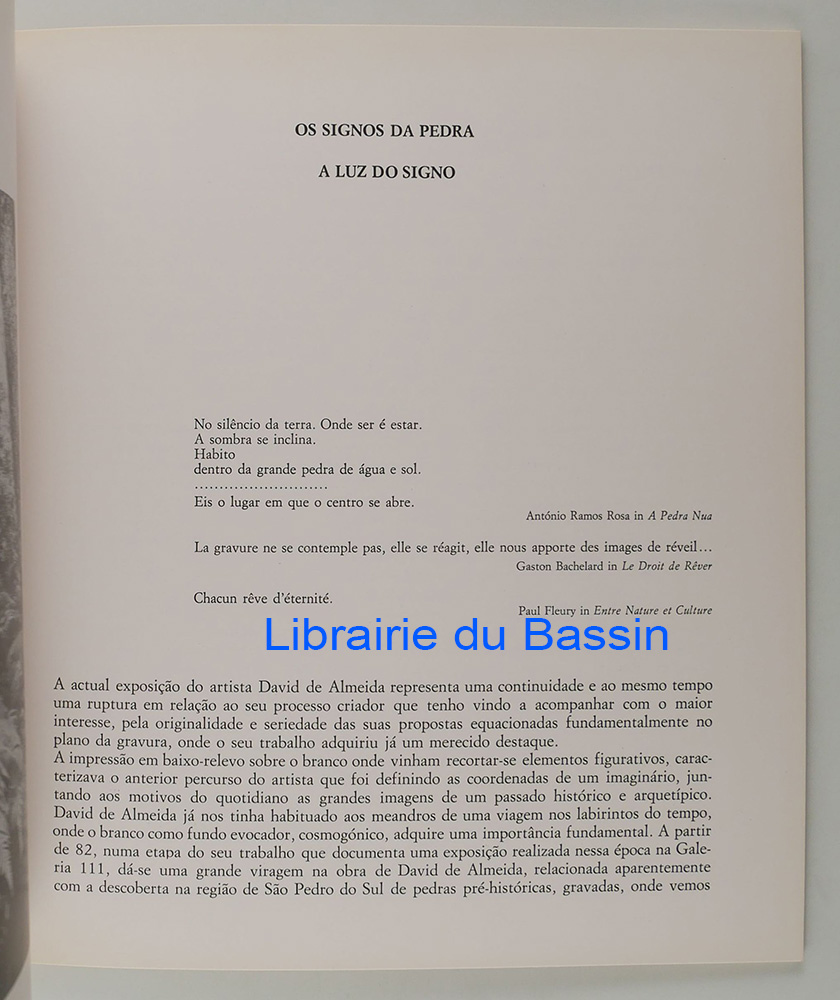 OS SIGNOS DA PEDRA
A LUZ DO SIGNO
No silêncio da terra. Onde ser é estar.
A sombra se inclina.
Habito
dentro da grande pedra de água e sol.
..........................
Eis o lugar em que o centro se abre.
António Ramos Rosa in A Pedra Nua
La gravure ne se contemple pas, elle se réagit, elle nous apporte des images de réveil...
Gaston Bachelard in Le Droit de Rêver
Chacun rêve d'éternité.
Paul Fleury in Entre Nature et Culture
Librairie du Bassin
A actual exposição do artista David de Almeida representa uma continuidade e ao mesmo tempo
uma ruptura em relação ao seu processo criador que tenho vindo a acompanhar com o maior
interesse, pela originalidade e seriedade das suas propostas equacionadas fundamentalmente no
plano da gravura, onde o seu trabalho adquiriu já um merecido destaque.
A impressão em baixo-relevo sobre o branco onde vinham recortar-se elementos figurativos, carac-
terizava o anterior percurso do artista que foi definindo as coordenadas de um imaginário, jun-
tando aos motivos do quotidiano as grandes imagens de um passado histórico e arquetípico.
David de Almeida já nos tinha habituado aos meandros de uma viagem nos labirintos do tempo,
onde o branco como fundo evocador, cosmogónico, adquire uma importância fundamental. A partir
de 82, numa etapa do seu trabalho que documenta uma exposição realizada nessa época na Gale-
ria 111, dá-se uma grande viragem na obra de David de Almeida, relacionada aparentemente
com a descoberta na região de São Pedro do Sul de pedras pré-históricas, gravadas, onde vemos